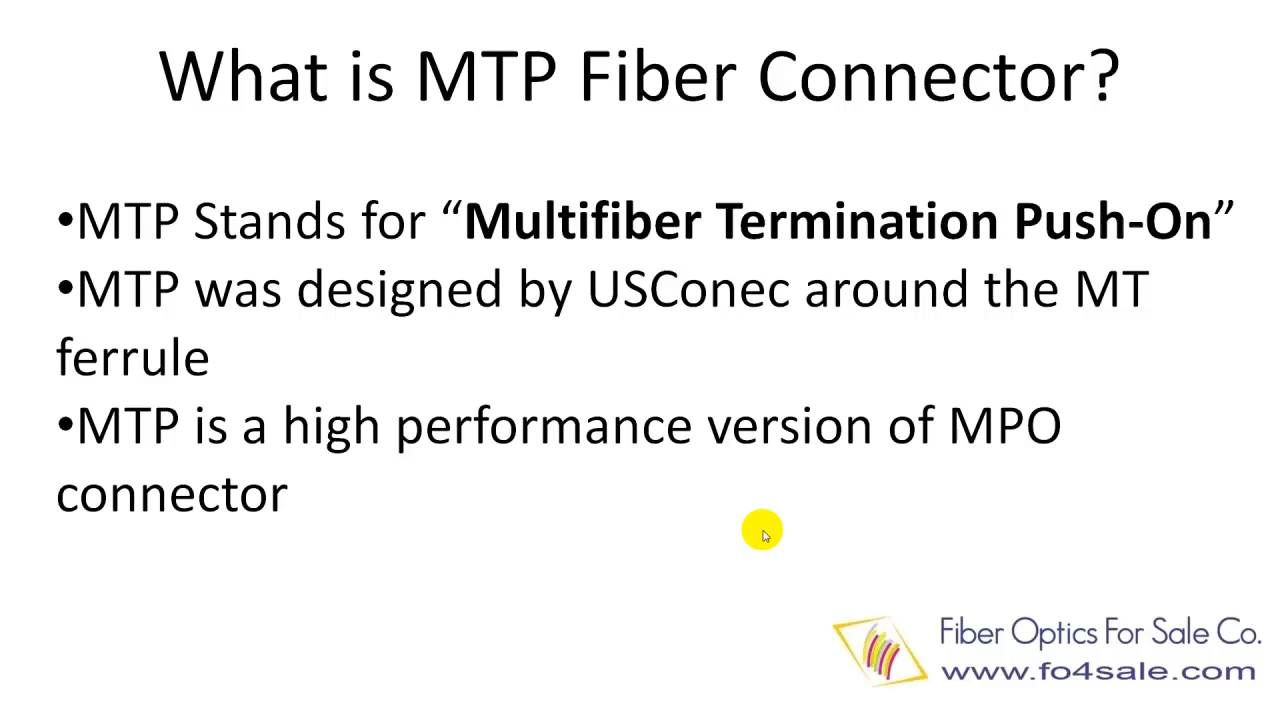 What is MTP Fiber Connector?
•MTP Stands for “Multifiber Termination Push-On”
•MTP was designed by USConec around the MT
ferrule
•MTP is a high performance version of MPO
connector
Fiber Optics For Sale Co.
www.fo4sale.com